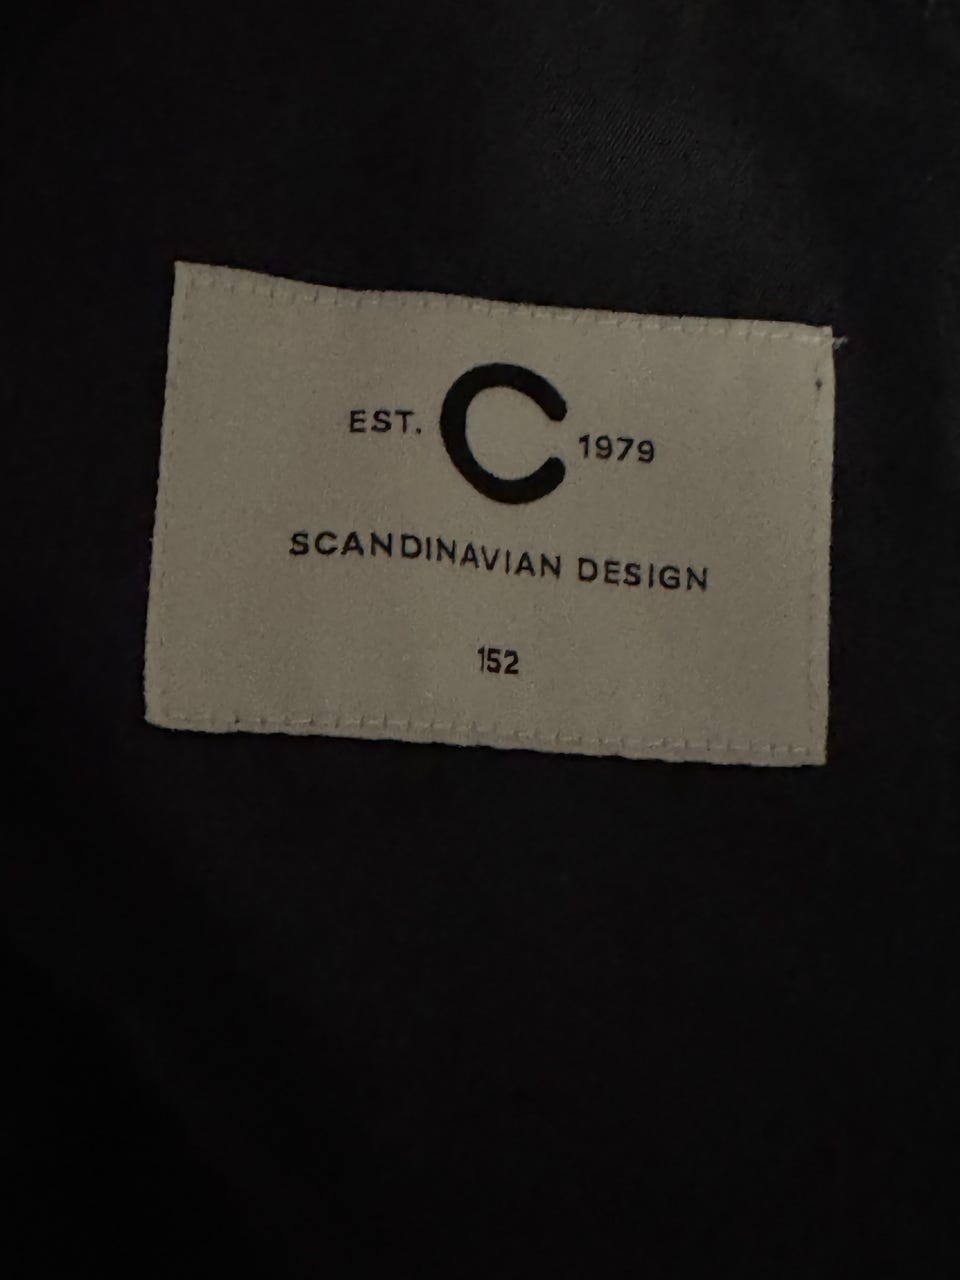 EST. C 1979
SCANDINAVIAN DESIGN
152